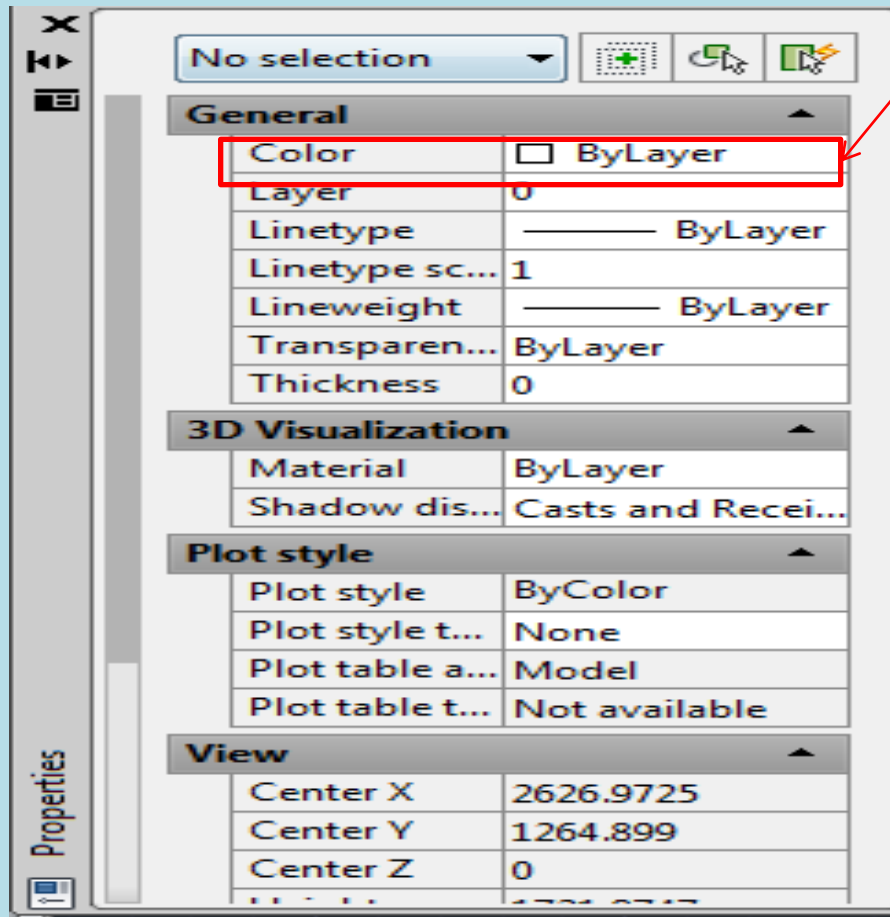 No selection
General
Color ByLayer
Layer 0
Linetype ByLayer
Linetype sc... 1
Lineweight ByLayer
Transparen... ByLayer
Thickness 0
3D Visualization
Material ByLayer
Shadow dis... Casts and Recei...
Plot style
Plot style ByColor
Plot style t... None
Plot table a... Model
Plot table t... Not available
View
Center X 2626.9725
Center Y 1264.899
Center Z 0
Properties